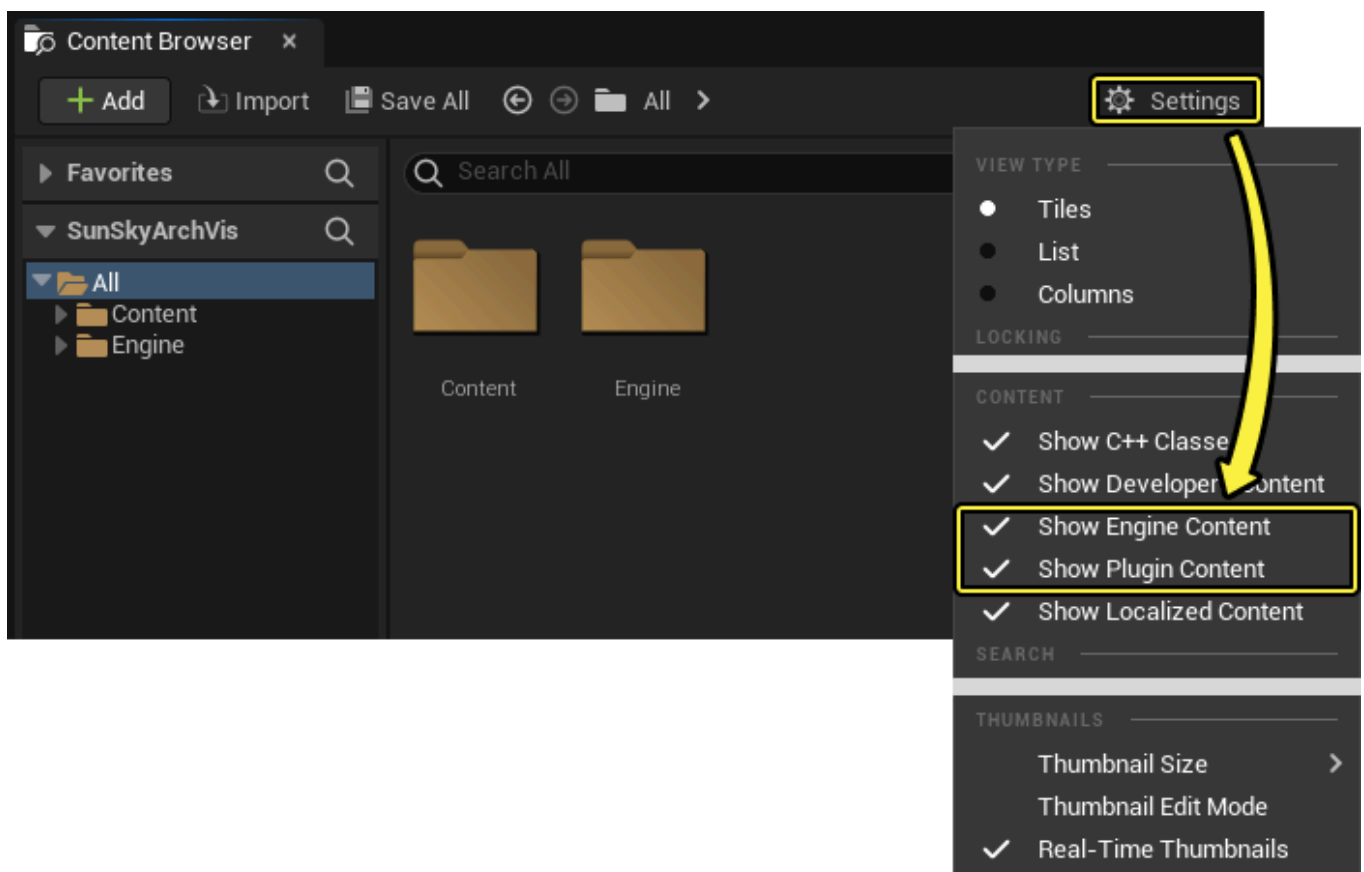 Content Browser
Add Import Save All All Settings
Favorites
Search All
SunSkyArchVis
All
Content
Engine
Content Engine
VIEW TYPE
Tiles
List
Columns
LOCKING
CONTENT
Show C++ Classe
Show Developer ontent
Show Engine Content
Show Plugin Content
Show Localized Content
SEARCH
THUMBNAILS
Thumbnail Size
Thumbnail Edit Mode
Real-Time Thumbnails